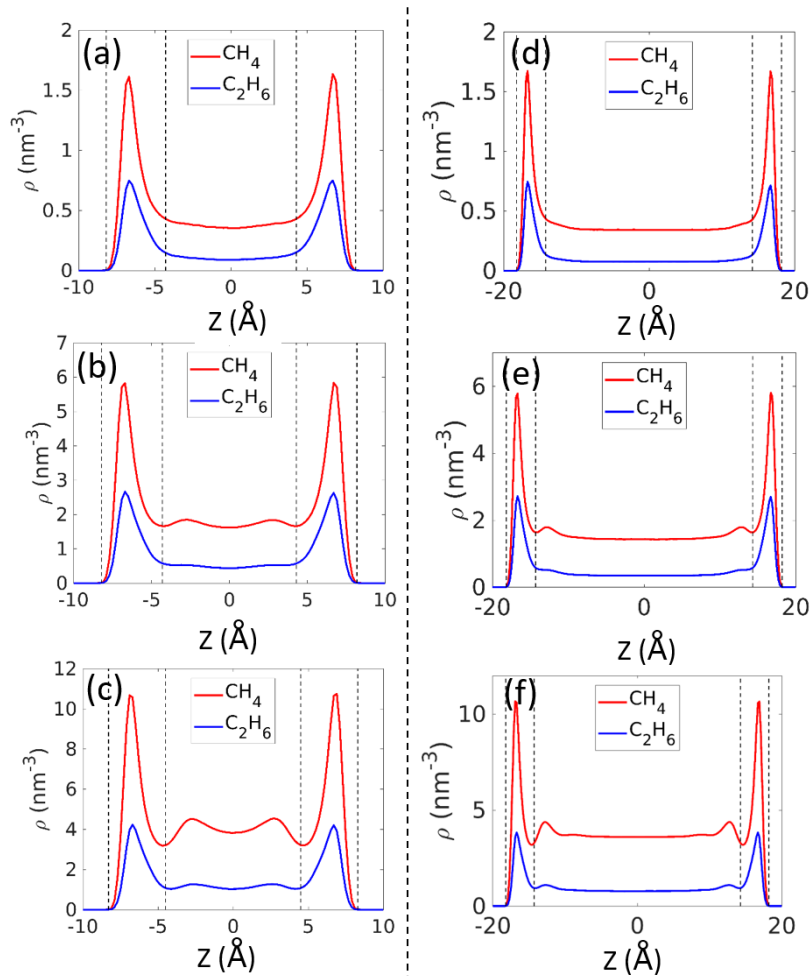 (a)
CH4
C2H6
ρ (nm-3)
2
1.5
1
0.5
0
-10
-5
0
5
10
Z (Å)
(b)
CH4
C2H6
ρ (nm-3)
7
6
5
4
3
2
1
0
-10
-5
0
5
10
Z (Å)
(c)
CH4
C2H6
ρ (nm-3)
12
10
8
6
4
2
0
-10
-5
0
5
10
Z (Å)
(d)
CH4
C2H6
ρ (nm-3)
2
1.5
1
0.5
0
-20
0
20
Z (Å)
(e)
CH4
C2H6
ρ (nm-3)
6
4
2
0
-20
0
20
Z (Å)
(f)
CH4
C2H6
ρ (nm-3)
10
5
0
-20
0
20
Z (Å)